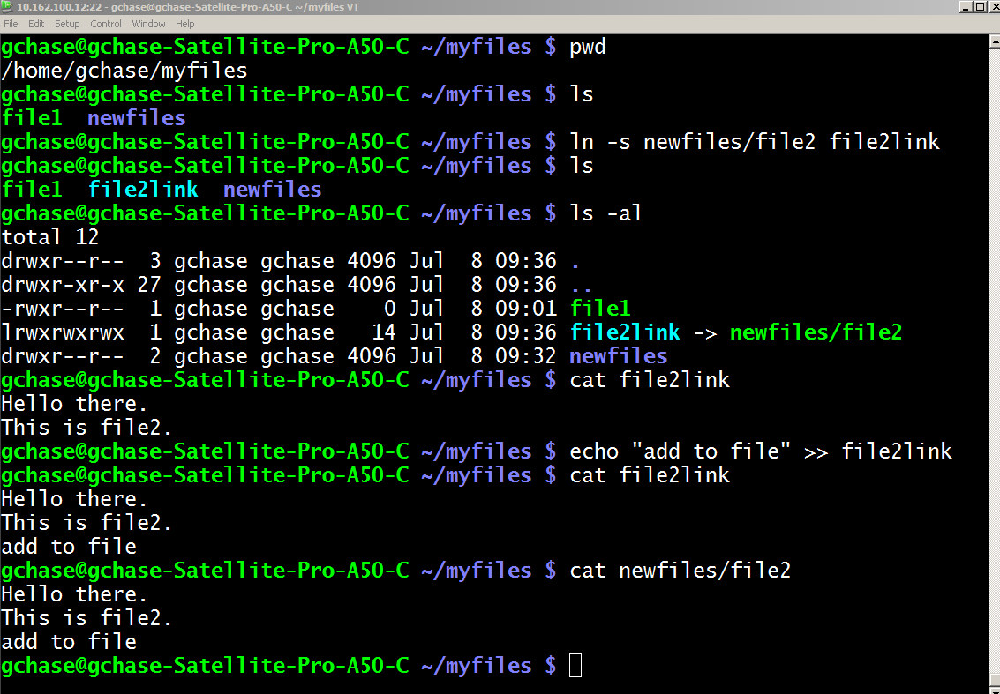 10.162.100.12:22 - gchase@gchase-Satellite-Pro-A50-C ~/myfiles VT
File Edit Setup Control Window Help
gchase@gchase-Satellite-Pro-A50-C ~/myfiles $ pwd
/home/gchase/myfiles
gchase@gchase-Satellite-Pro-A50-C ~/myfiles $ ls
file1  newfiles
gchase@gchase-Satellite-Pro-A50-C ~/myfiles $ ln -s newfiles/file2 file2link
gchase@gchase-Satellite-Pro-A50-C ~/myfiles $ ls
file1  file2link  newfiles
gchase@gchase-Satellite-Pro-A50-C ~/myfiles $ ls -al
total 12
drwxr--r--  3 gchase gchase 4096 Jul  8 09:36 .
drwxr-xr-x 27 gchase gchase 4096 Jul  8 09:36 ..
-rwxr--r--  1 gchase gchase    0 Jul  8 09:01 file1
lrwxrwxrwx  1 gchase gchase   14 Jul  8 09:36 file2link -> newfiles/file2
drwxr--r--  2 gchase gchase 4096 Jul  8 09:32 newfiles
gchase@gchase-Satellite-Pro-A50-C ~/myfiles $ cat file2link
Hello there.
This is file2.
gchase@gchase-Satellite-Pro-A50-C ~/myfiles $ echo "add to file" >> file2link
gchase@gchase-Satellite-Pro-A50-C ~/myfiles $ cat file2link
Hello there.
This is file2.
add to file
gchase@gchase-Satellite-Pro-A50-C ~/myfiles $ cat newfiles/file2
Hello there.
This is file2.
add to file
gchase@gchase-Satellite-Pro-A50-C ~/myfiles $